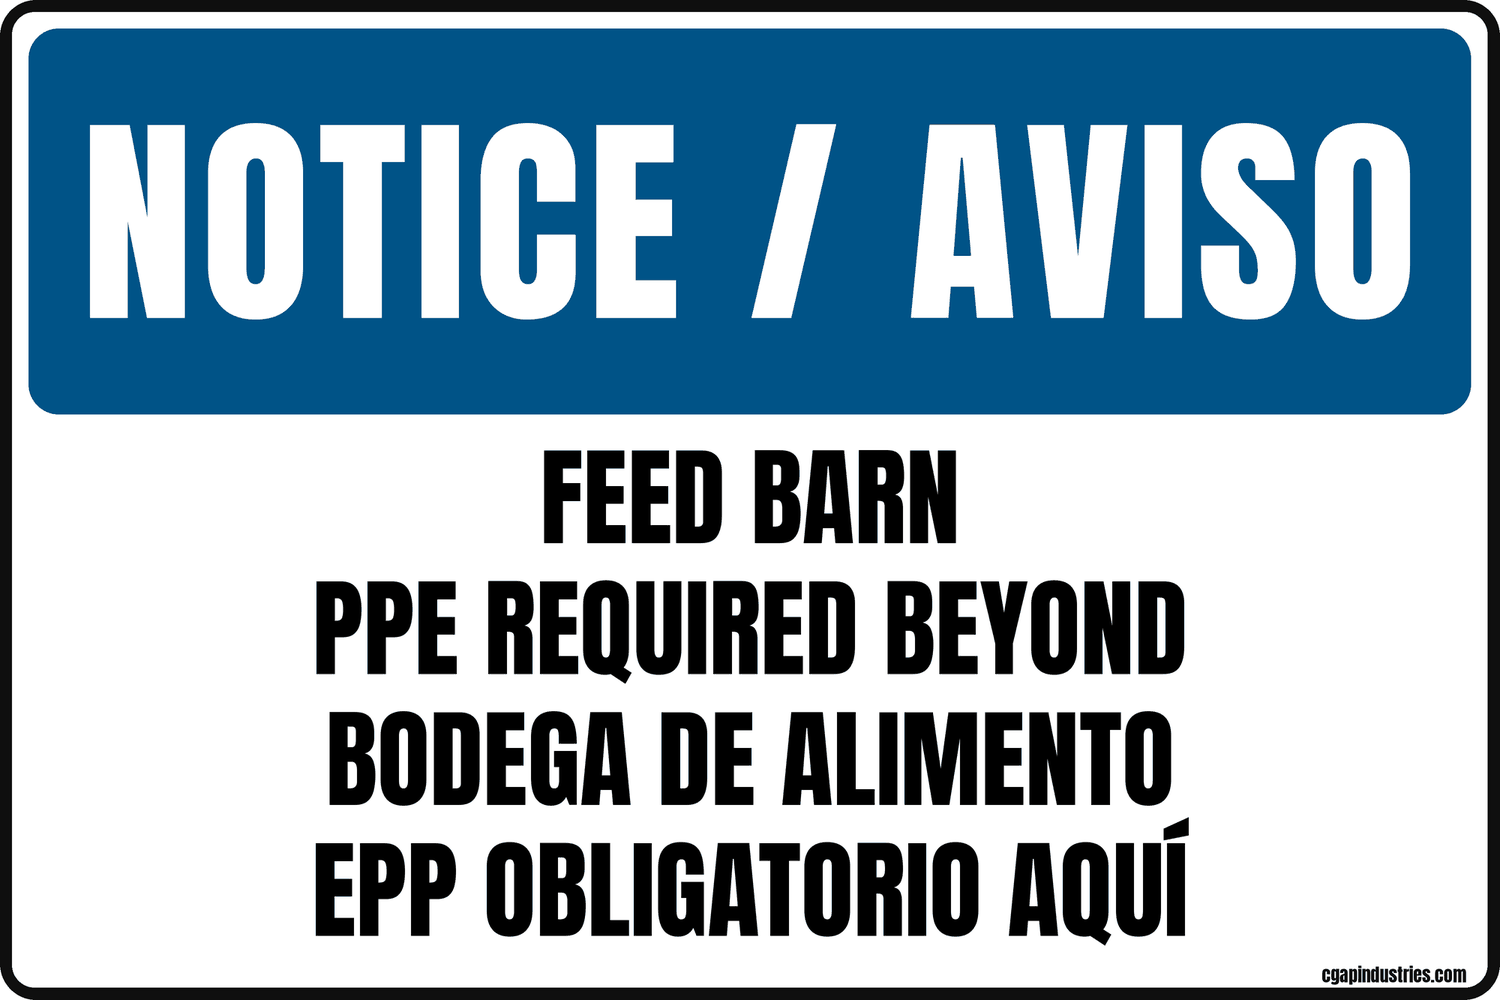 NOTICE / AVISO
FEED BARN
PPE REQUIRED BEYOND
BODEGA DE ALIMENTO
EPP OBLIGATORIO AQUÍ
cgapindustries.com